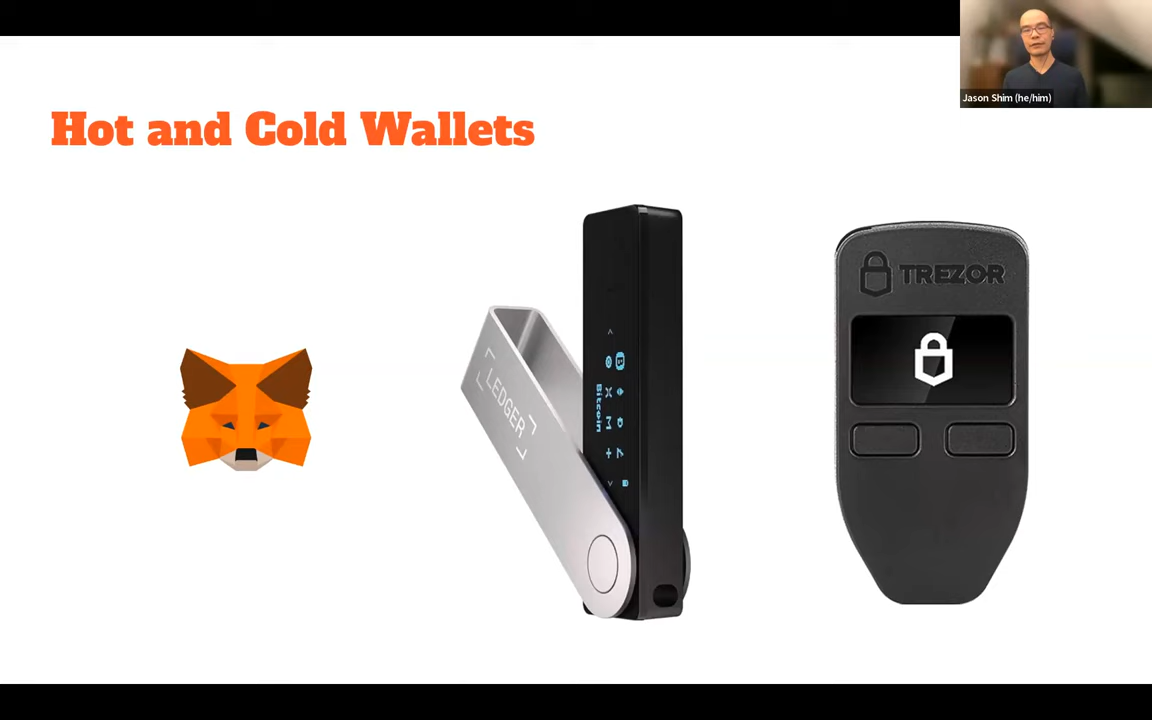 Jason Shim (he/him)
Hot and Cold Wallets
TREZOR
LEDGER
Bitcoin